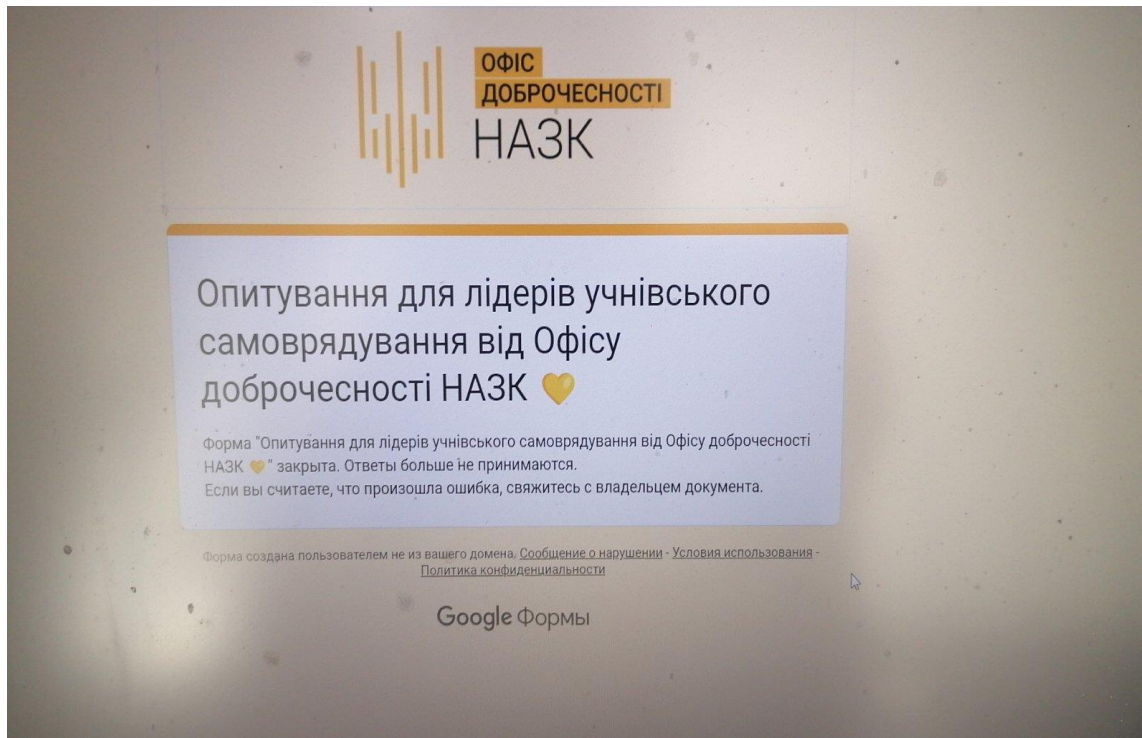 ОФІС
ДОБРОЧЕСНОСТІ
НАЗК
Опитування для лідерів учнівського
самоврядування від Офісу
доброчесності НАЗК 💛
Форма "Опитування для лідерів учнівського самоврядування від Офісу доброчесності
НАЗК 💛" закрыта. Ответы больше не принимаются.
Если вы считаете, что произошла ошибка, свяжитесь с владельцем документа.
Форма создана пользователем не из вашего домена. Сообщение о нарушении - Условия использования -
Политика конфиденциальности
Google Формы